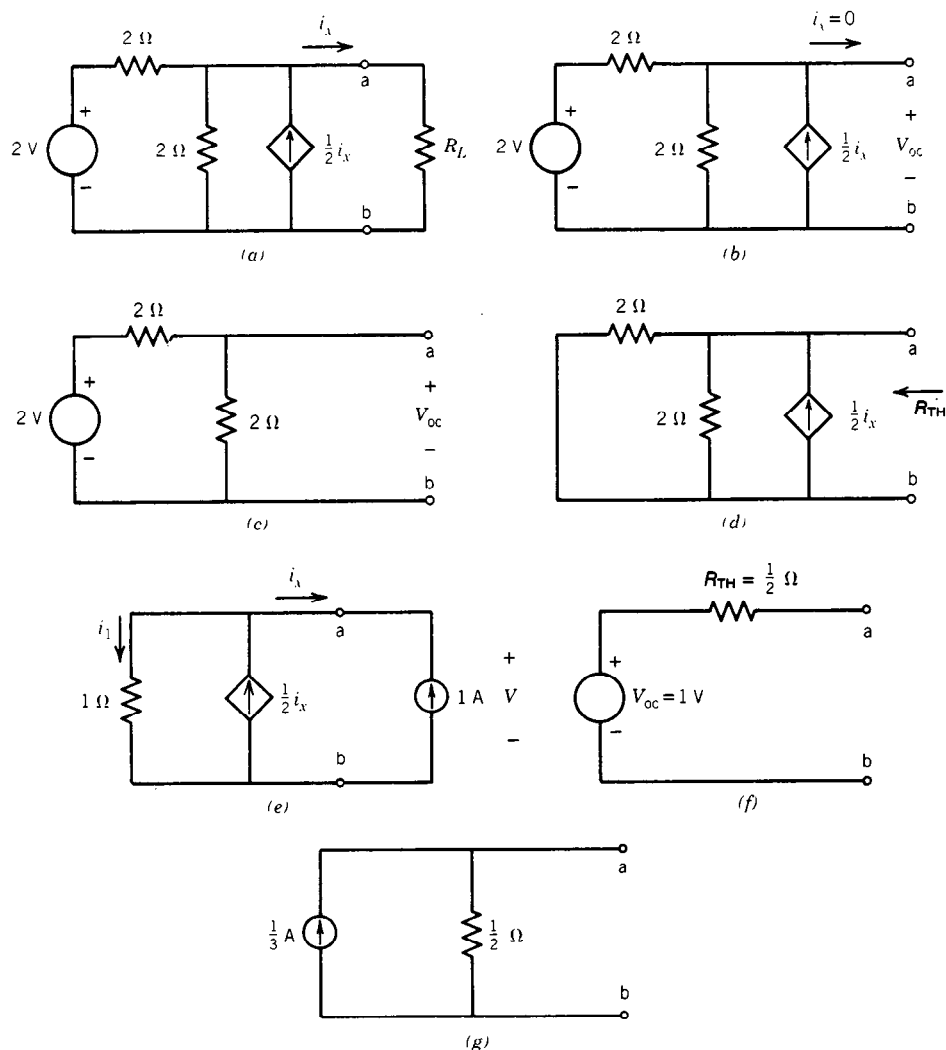 i_x
2 Ω
a
2 V
+
−
2 Ω
½ i_x
R_L
b
(a)
i_x = 0
2 Ω
a
2 V
+
−
2 Ω
½ i_x
+
V_oc
−
b
(b)
2 Ω
a
2 V
+
−
2 Ω
+
V_oc
−
b
(c)
2 Ω
a
2 Ω
½ i_x
R_TH
b
(d)
i_x
i_1
a
1 Ω
½ i_x
1 A
+
V
−
b
(e)
R_TH = ½ Ω
a
+
V_oc = 1 V
−
b
(f)
a
⅓ A
½ Ω
b
(g)